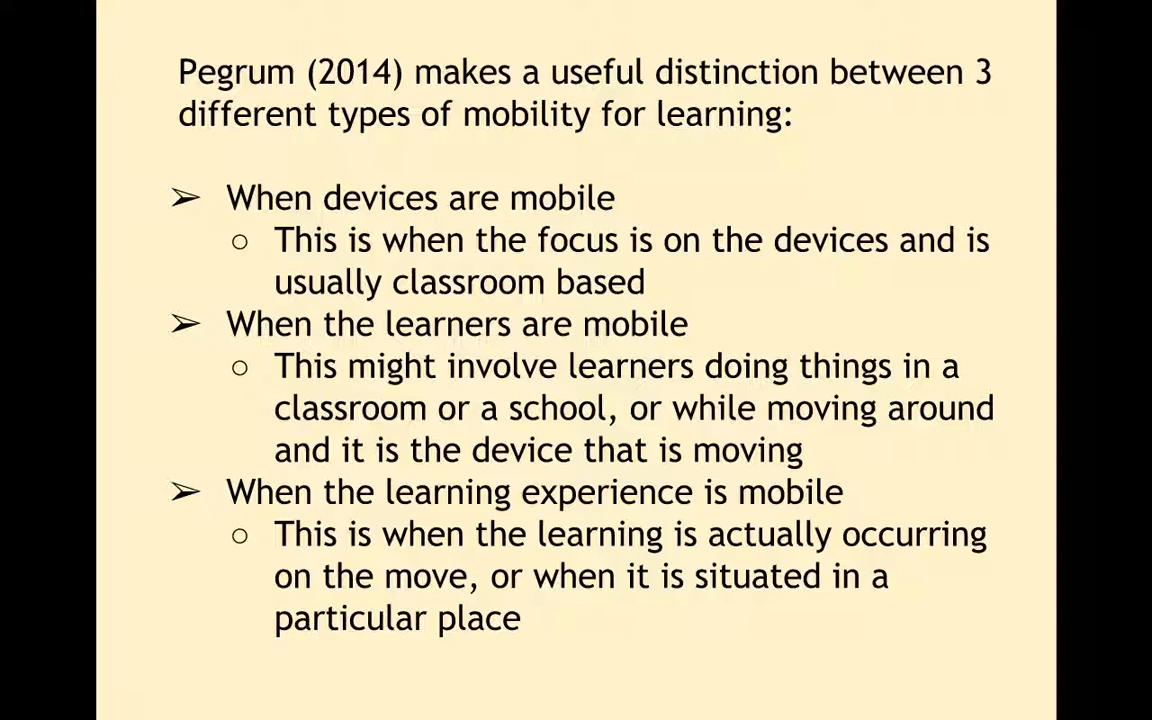 Pegrum (2014) makes a useful distinction between 3
different types of mobility for learning:
➢ When devices are mobile
○ This is when the focus is on the devices and is
usually classroom based
➢ When the learners are mobile
○ This might involve learners doing things in a
classroom or a school, or while moving around
and it is the device that is moving
➢ When the learning experience is mobile
○ This is when the learning is actually occurring
on the move, or when it is situated in a
particular place